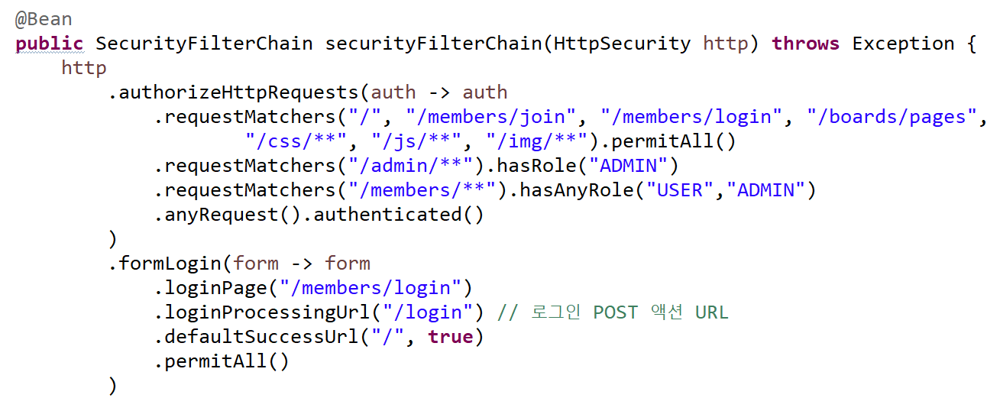 @Bean
public SecurityFilterChain securityFilterChain(HttpSecurity http) throws Exception {
    http
        .authorizeHttpRequests(auth -> auth
            .requestMatchers("/", "/members/join", "/members/login", "/boards/pages",
                    "/css/**", "/js/**", "/img/**").permitAll()
            .requestMatchers("/admin/**").hasRole("ADMIN")
            .requestMatchers("/members/**").hasAnyRole("USER","ADMIN")
            .anyRequest().authenticated()
        )
        .formLogin(form -> form
            .loginPage("/members/login")
            .loginProcessingUrl("/login") // 로그인 POST 액션 URL
            .defaultSuccessUrl("/", true)
            .permitAll()
        )